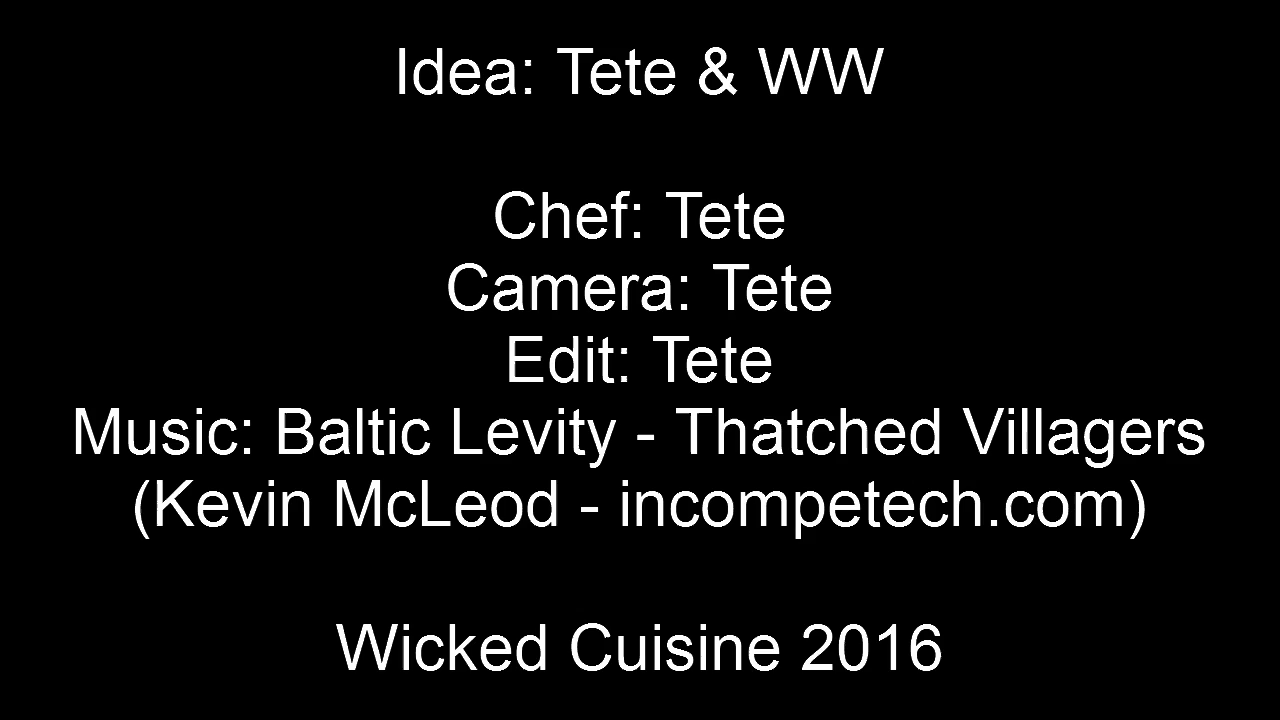 Idea: Tete & WW
Chef: Tete
Camera: Tete
Edit: Tete
Music: Baltic Levity - Thatched Villagers
(Kevin McLeod - incompetech.com)
Wicked Cuisine 2016